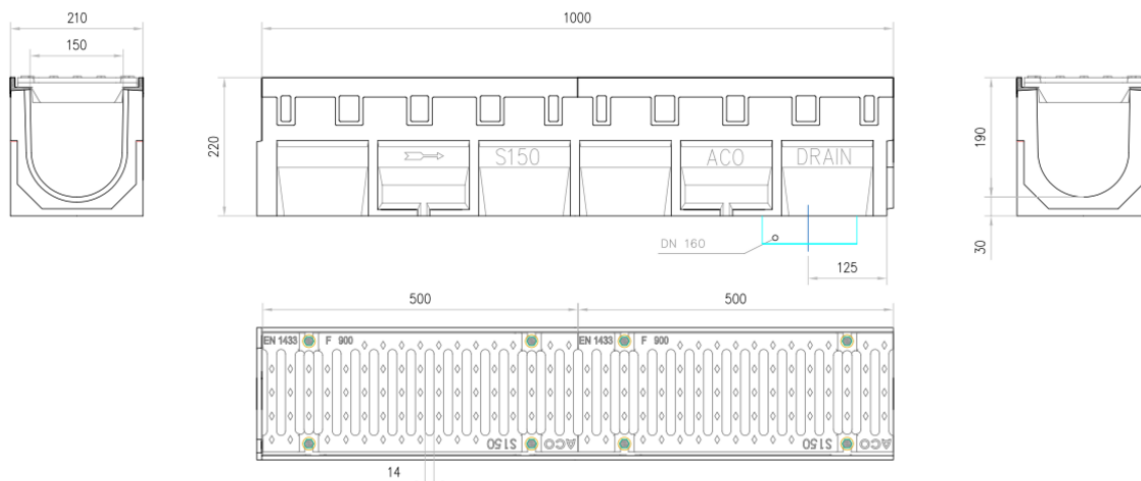 210
150
1000
220
S150
ACO
DRAIN
190
30
DN 160
125
500
500
EN 1433
F 900
EN 1433
F 900
S150
ACO
S150
ACO
14